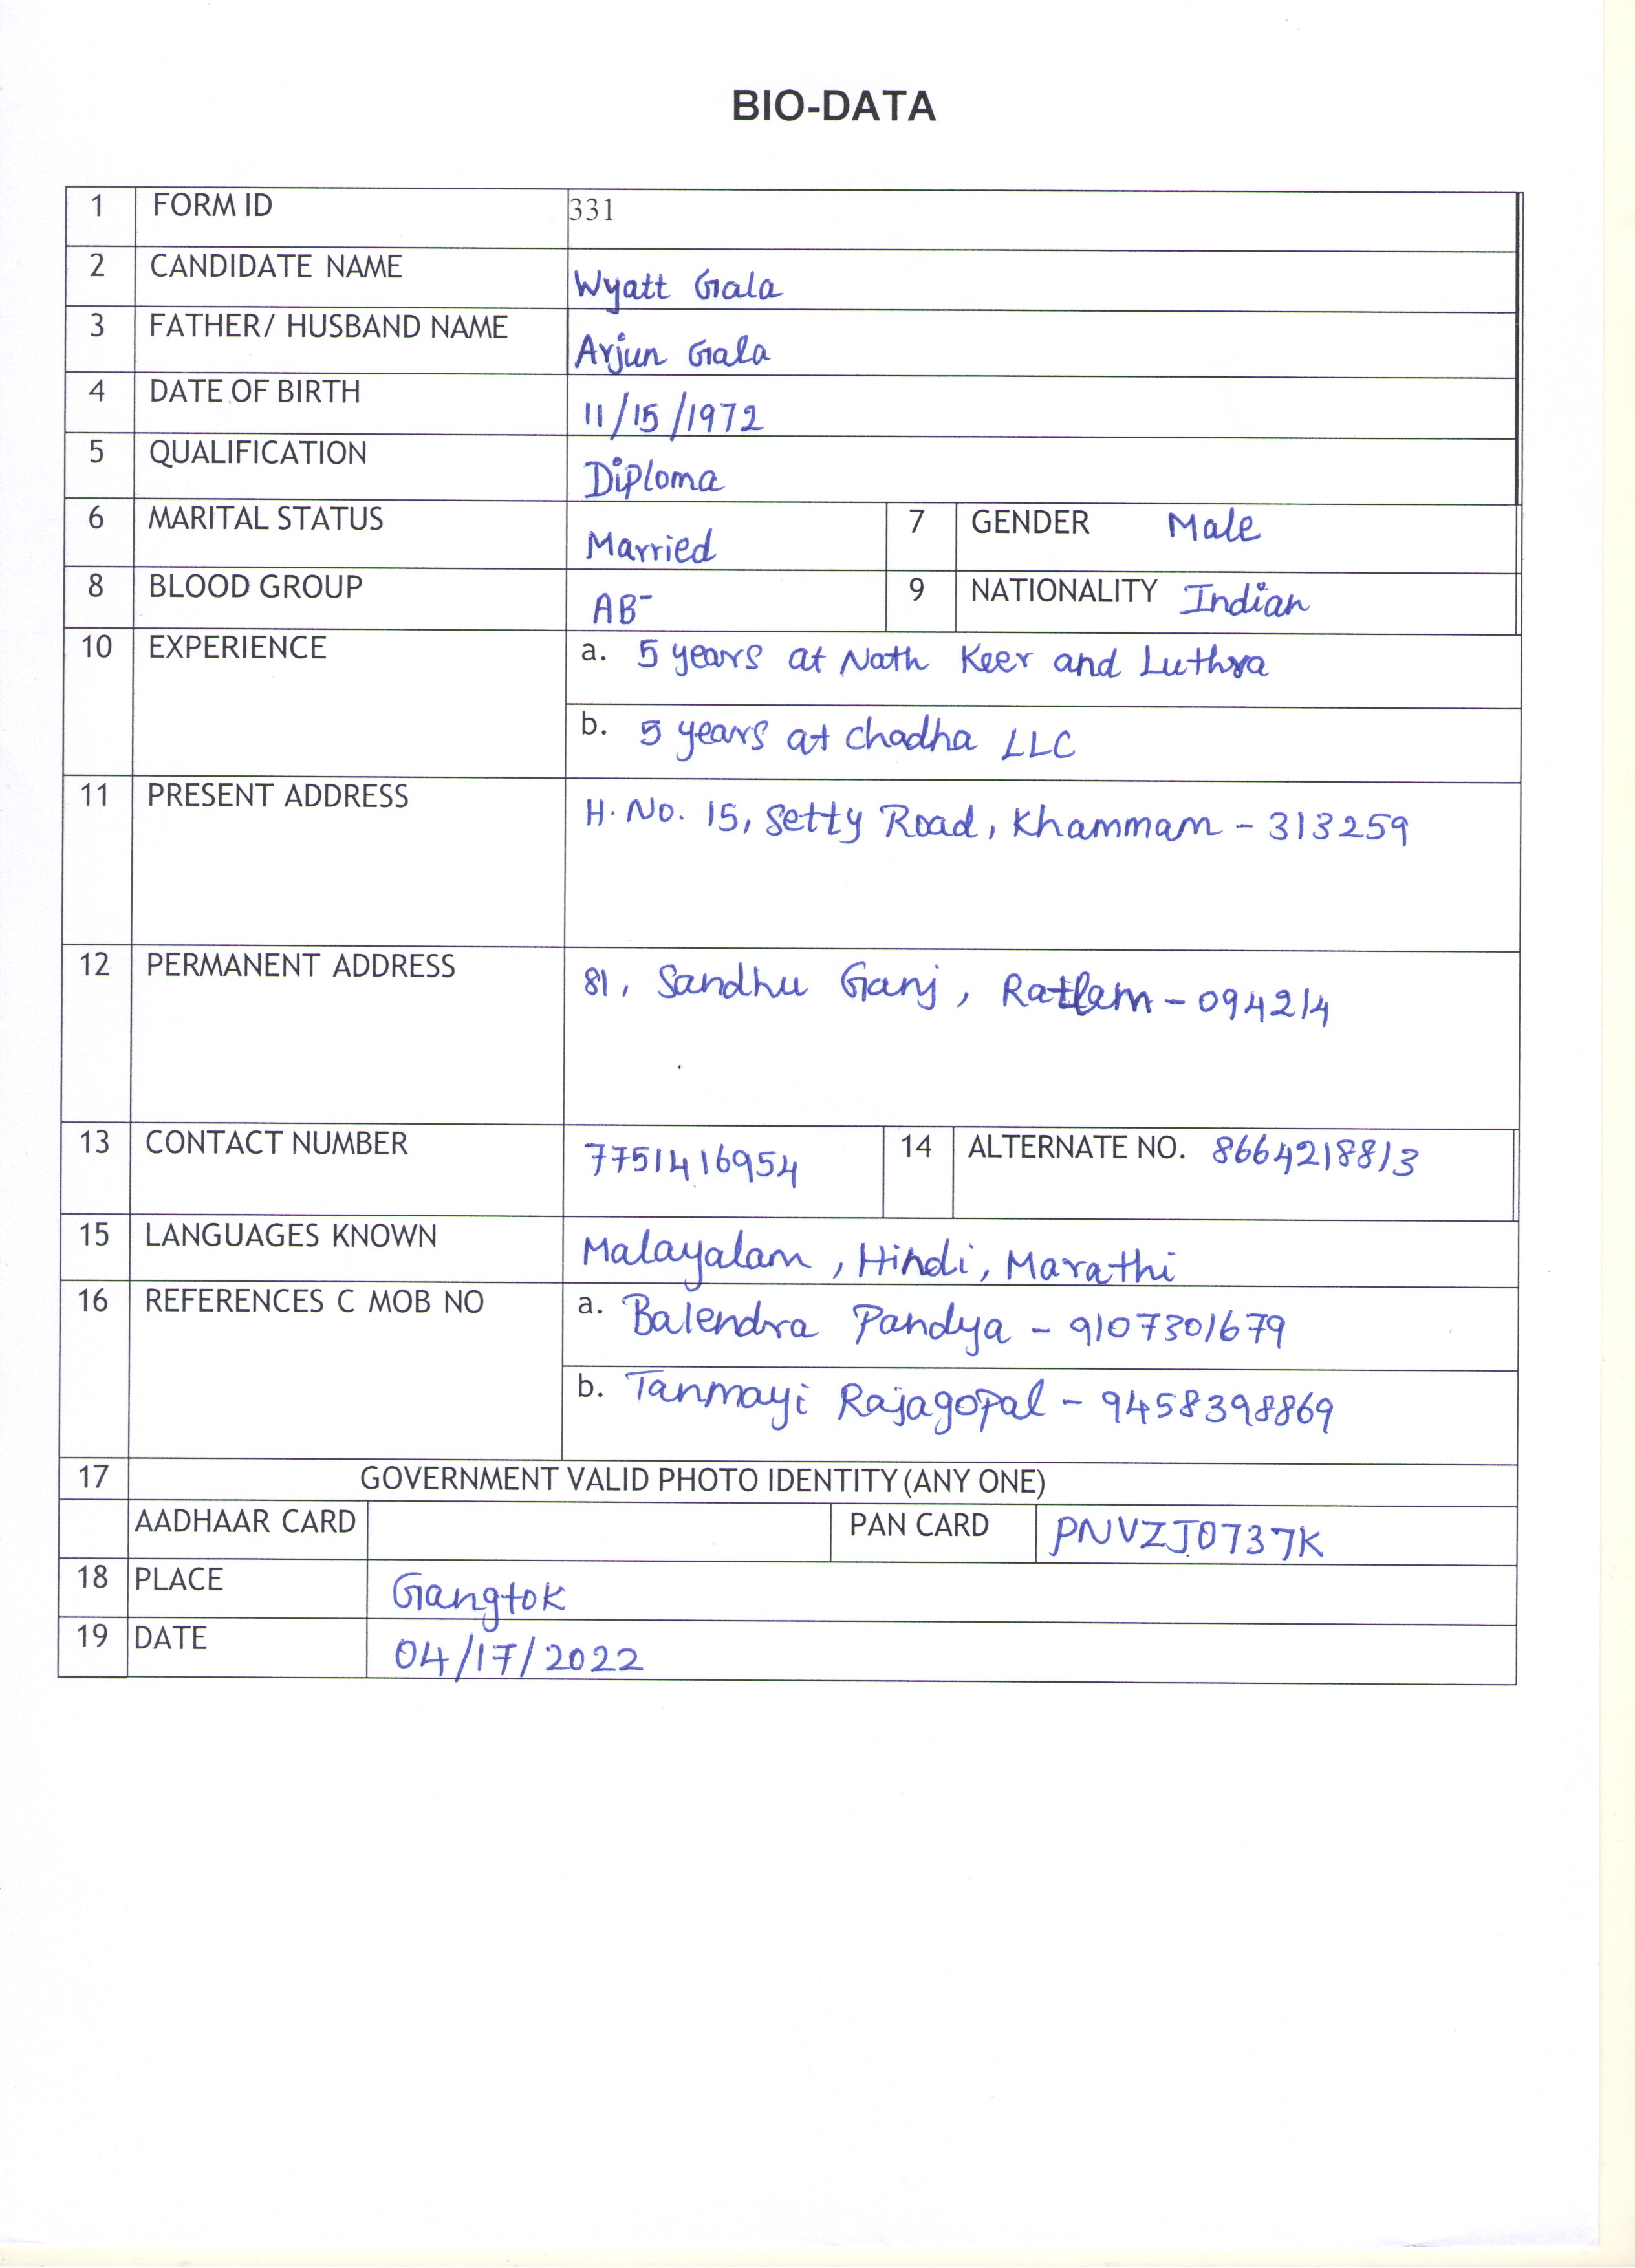 BIO-DATA
1 FORM ID 331
2 CANDIDATE NAME Wyatt Gala
3 FATHER/ HUSBAND NAME Arjun Gala
4 DATE OF BIRTH 11/15/1972
5 QUALIFICATION Diploma
6 MARITAL STATUS Married 7 GENDER Male
8 BLOOD GROUP AB- 9 NATIONALITY Indian
10 EXPERIENCE a. 5 years at Nath Keer and Luthra
b. 5 years at Chadha LLC
11 PRESENT ADDRESS H. No. 15, Setty Road, Khammam - 313259
12 PERMANENT ADDRESS 81, Sandhu Ganj, Ratlam - 094214
13 CONTACT NUMBER 7751416954 14 ALTERNATE NO. 8664218813
15 LANGUAGES KNOWN Malayalam, Hindi, Marathi
16 REFERENCES C MOB NO a. Balendra Pandya - 9107301679
b. Tanmayi Rajagopal - 9458398869
17 GOVERNMENT VALID PHOTO IDENTITY (ANY ONE)
AADHAAR CARD PAN CARD PNVZJ0737K
18 PLACE Gangtok
19 DATE 04/17/2022